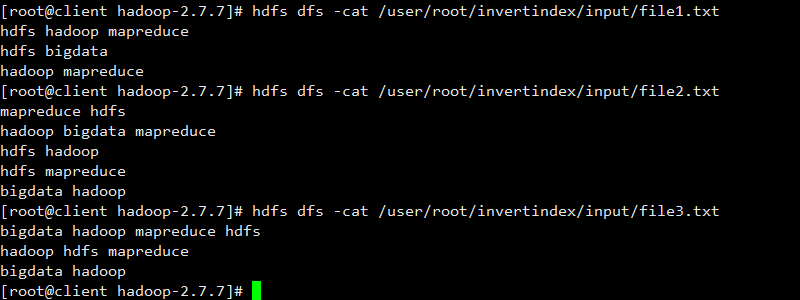 [root@client hadoop-2.7.7]# hdfs dfs -cat /user/root/invertindex/input/file1.txt
hdfs hadoop mapreduce
hdfs bigdata
hadoop mapreduce
[root@client hadoop-2.7.7]# hdfs dfs -cat /user/root/invertindex/input/file2.txt
mapreduce hdfs
hadoop bigdata mapreduce
hdfs hadoop
hdfs mapreduce
bigdata hadoop
[root@client hadoop-2.7.7]# hdfs dfs -cat /user/root/invertindex/input/file3.txt
bigdata hadoop mapreduce hdfs
hadoop hdfs mapreduce
bigdata hadoop
[root@client hadoop-2.7.7]#